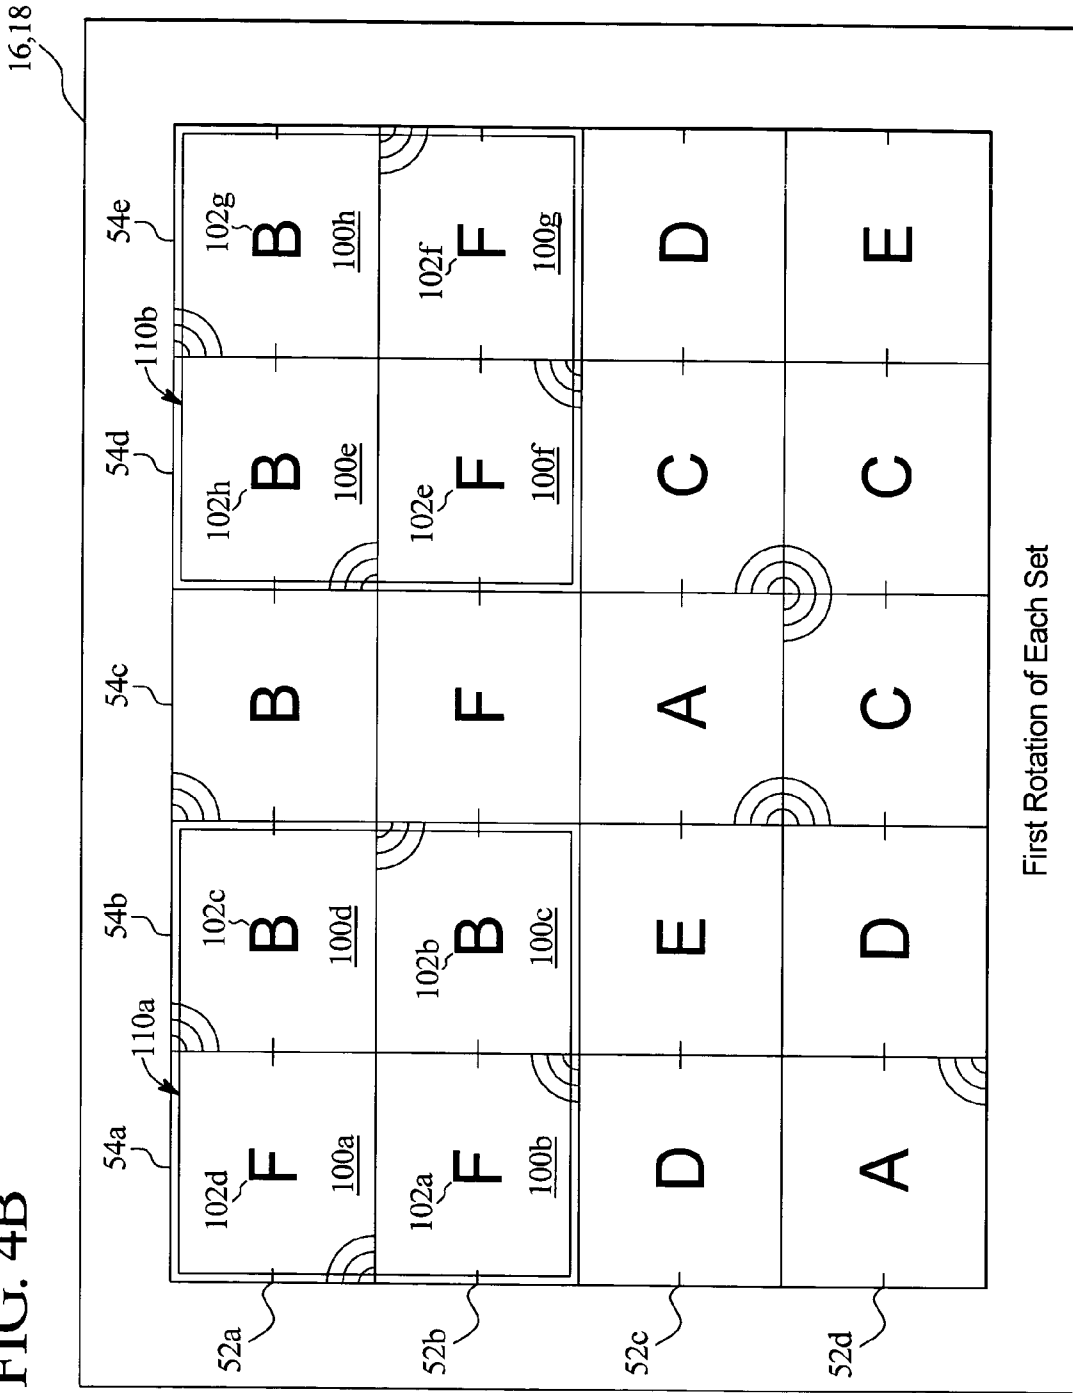 FIG. 4B
16,18
54a 54b 54c 54d 54e
110a 110b
102d 102c 102h 102g
52a F B B B B
100a 100d 100e 100h
102a 102b 102e 102f
52b F B F F F
100b 100c 100f 100g
52c D E A C D
52d A D C C E
First Rotation of Each Set